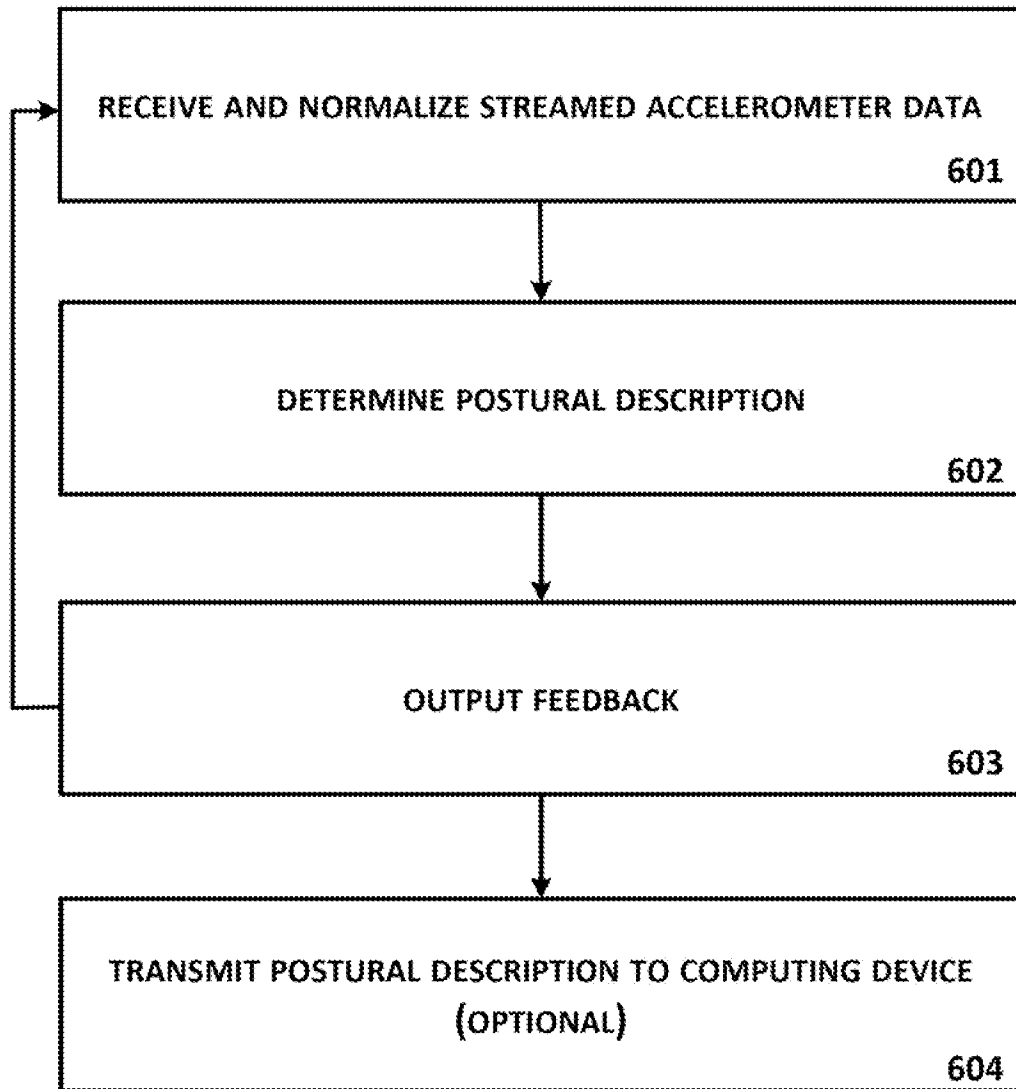 RECEIVE AND NORMALIZE STREAMED ACCELEROMETER DATA
601
DETERMINE POSTURAL DESCRIPTION
602
OUTPUT FEEDBACK
603
TRANSMIT POSTURAL DESCRIPTION TO COMPUTING DEVICE
(OPTIONAL)
604